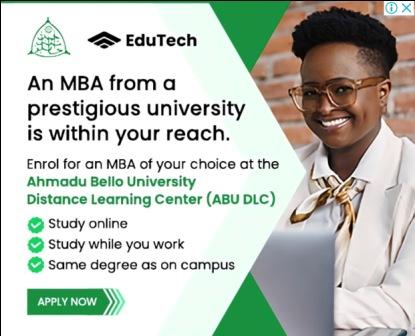 EduTech
An MBA from a
prestigious university
is within your reach.
Enrol for an MBA of your choice at the
Ahmadu Bello University
Distance Learning Center (ABU DLC)
Study online
Study while you work
Same degree as on campus
APPLY NOW